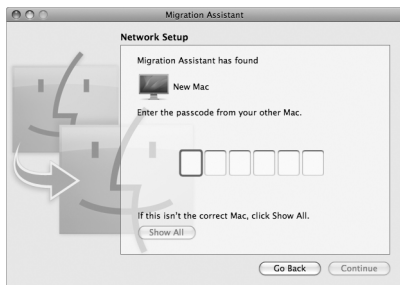 Migration Assistant
Network Setup
Migration Assistant has found
New Mac
Enter the passcode from your other Mac.
If this isn't the correct Mac, click Show All.
Show All
Go Back Continue